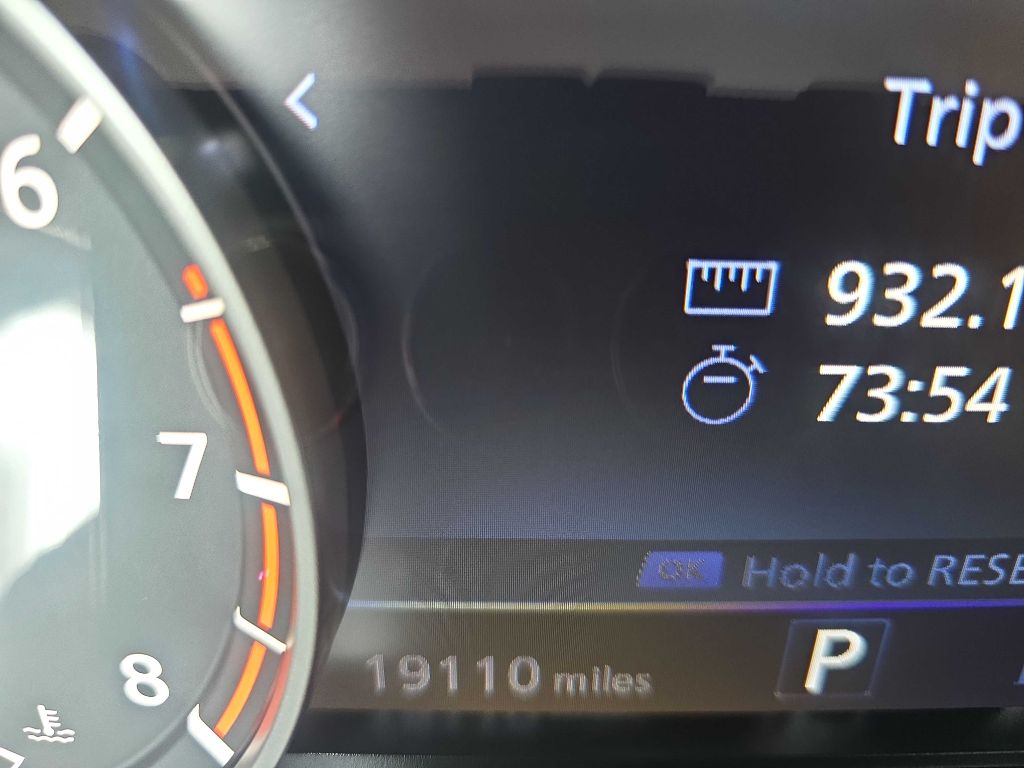 Trip
6
932.1
73:54
7
OK Hold to RESE
19110 miles
P
8